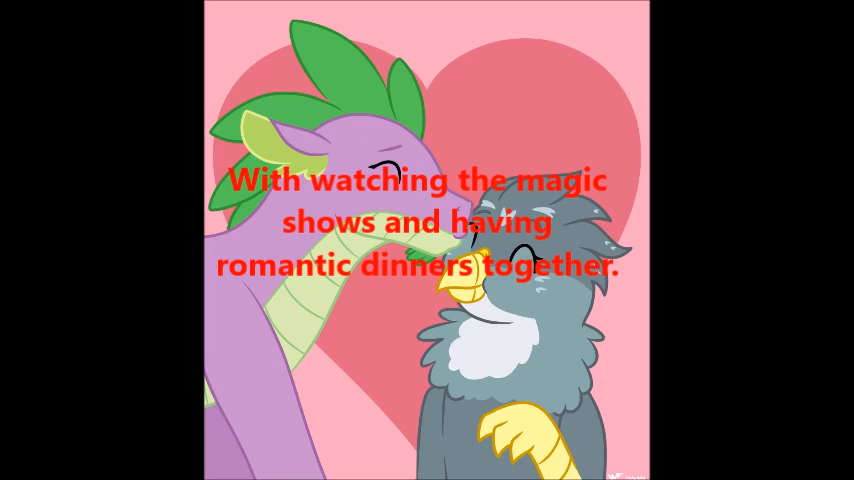 With watching the magic
shows and having
romantic dinners together.